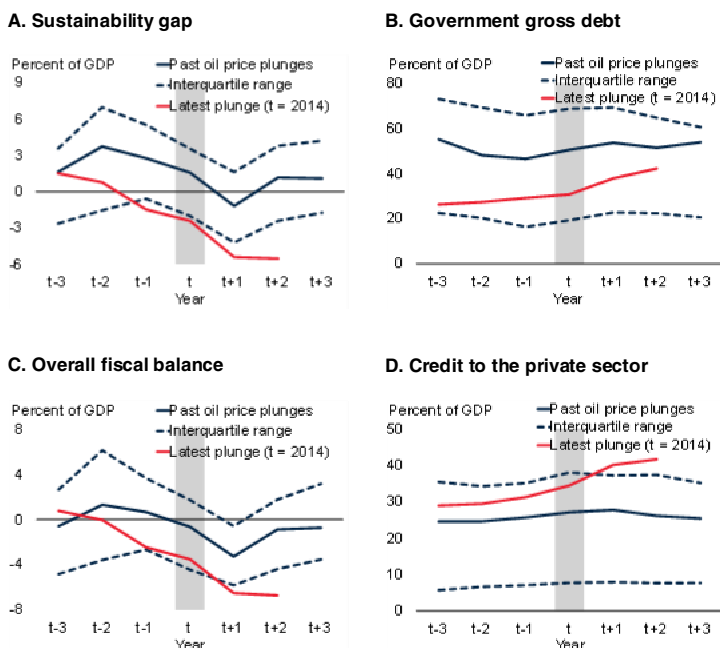 A. Sustainability gap
Percent of GDP
Past oil price plunges
Interquartile range
Latest plunge (t = 2014)
9
6
3
0
-3
-6
t-3 t-2 t-1 t t+1 t+2 t+3
Year
B. Government gross debt
Percent of GDP
Past oil price plunges
Interquartile range
Latest plunge (t = 2014)
80
60
40
20
0
t-3 t-2 t-1 t t+1 t+2 t+3
Year
C. Overall fiscal balance
Percent of GDP
Past oil price plunges
Interquartile range
Latest plunge (t = 2014)
8
4
0
-4
-8
t-3 t-2 t-1 t t+1 t+2 t+3
Year
D. Credit to the private sector
Percent of GDP
Past oil price plunges
Interquartile range
Latest plunge (t = 2014)
50
40
30
20
10
0
t-3 t-2 t-1 t t+1 t+2 t+3
Year